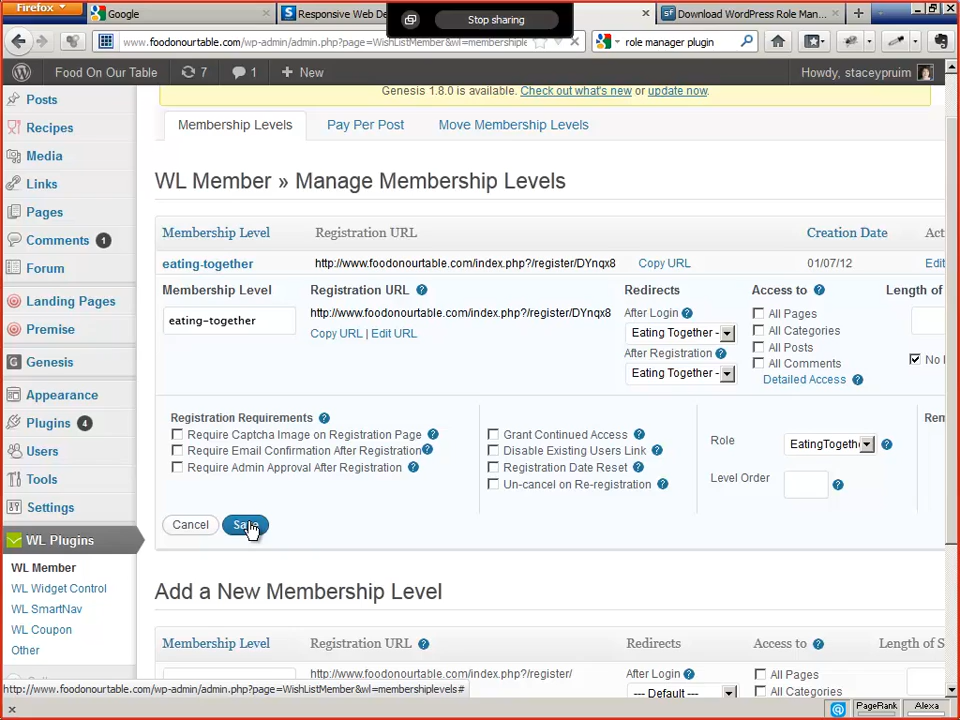 Firefox
Google
Responsive Web De
Stop sharing
Download WordPress Role Man...
www.foodonourtable.com/wp-admin/admin.php?page=WishListMember&wl=membershiple
role manager plugin
Food On Our Table
7
1
New
Howdy, staceypruim
Genesis 1.8.0 is available. Check out what's new or update now.
Posts
Recipes
Media
Links
Pages
Comments 1
Forum
Landing Pages
Premise
Genesis
Appearance
Plugins 4
Users
Tools
Settings
WL Plugins
WL Member
WL Widget Control
WL SmartNav
WL Coupon
Other
Membership Levels
Pay Per Post
Move Membership Levels
WL Member » Manage Membership Levels
Membership Level
Registration URL
Creation Date
Act
eating-together
http://www.foodonourtable.com/index.php?/register/DYnqx8
Copy URL
01/07/12
Edit
Membership Level
Registration URL ?
Redirects
Access to ?
Length of
eating-together
http://www.foodonourtable.com/index.php?/register/DYnqx8
Copy URL | Edit URL
After Login ?
Eating Together -
After Registration ?
Eating Together -
All Pages
All Categories
All Posts
All Comments
Detailed Access ?
No
Registration Requirements ?
Require Captcha Image on Registration Page ?
Require Email Confirmation After Registration ?
Require Admin Approval After Registration ?
Grant Continued Access ?
Disable Existing Users Link ?
Registration Date Reset ?
Un-cancel on Re-registration ?
Role
EatingTogeth
?
Level Order
?
Rem
Cancel
Save
Add a New Membership Level
Membership Level
Registration URL ?
Redirects
Access to ?
Length of S
http://www.foodonourtable.com/index.php?/register/
After Login ?
--- Default ---
All Pages
All Categories
http://www.foodonourtable.com/wp-admin/admin.php?page=WishListMember&wl=membershiplevels#
PageRank
Alexa